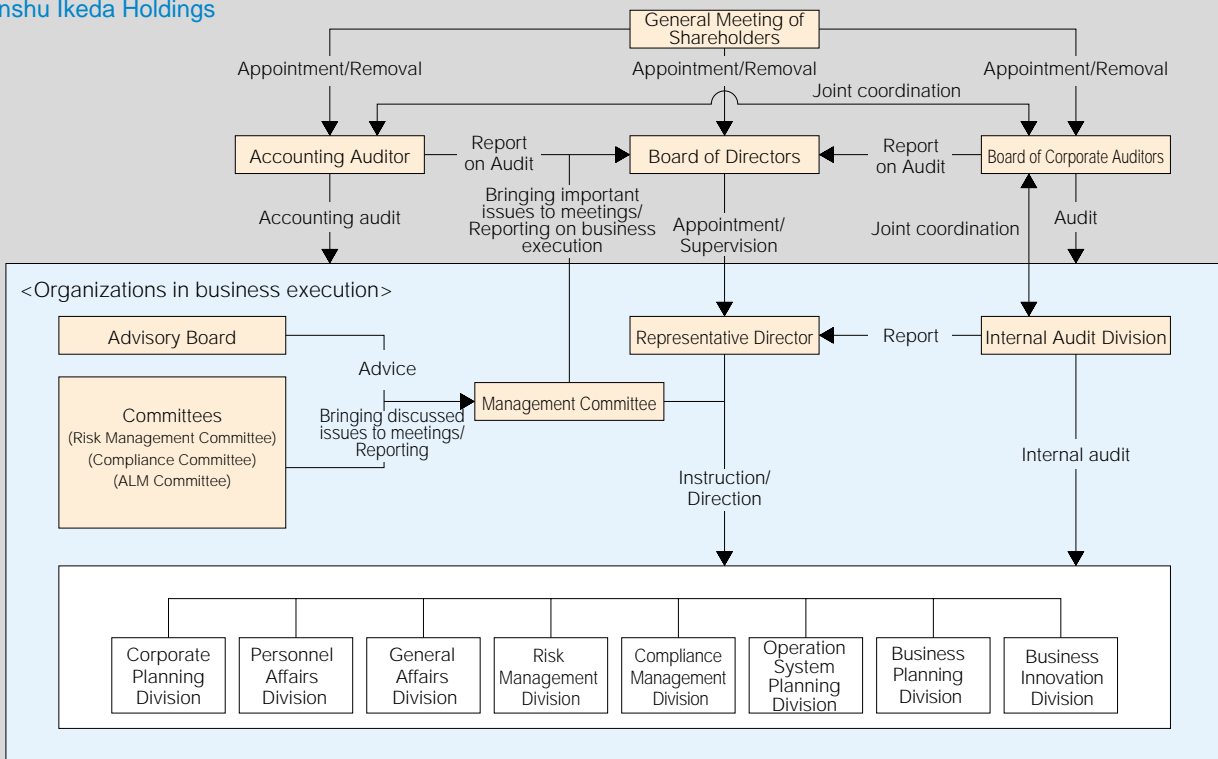 nshu Ikeda Holdings
General Meeting of
Shareholders
Appointment/Removal
Appointment/Removal
Appointment/Removal
Joint coordination
Accounting Auditor
Report
on Audit
Board of Directors
Report
on Audit
Board of Corporate Auditors
Accounting audit
Bringing important
issues to meetings/
Reporting on business
execution
Appointment/
Supervision
Joint coordination
Audit
<Organizations in business execution>
Advisory Board
Advice
Representative Director
Report
Internal Audit Division
Committees
(Risk Management Committee)
(Compliance Committee)
(ALM Committee)
Bringing discussed
issues to meetings/
Reporting
Management Committee
Instruction/
Direction
Internal audit
Corporate
Planning
Division
Personnel
Affairs
Division
General
Affairs
Division
Risk
Management
Division
Compliance
Management
Division
Operation
System
Planning
Division
Business
Planning
Division
Business
Innovation
Division